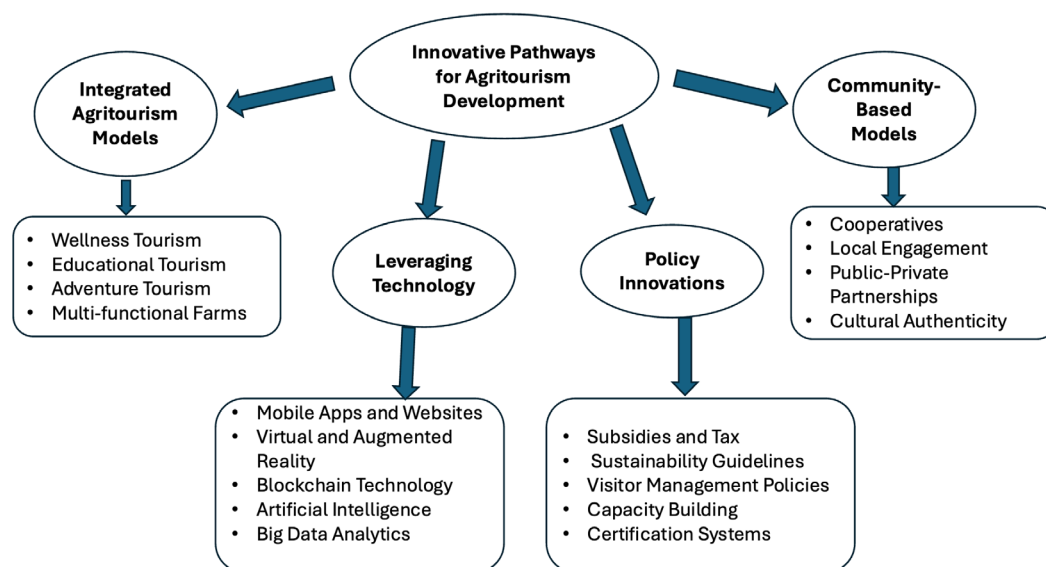 Innovative Pathways
for Agritourism
Development
Integrated
Agritourism
Models
Community-
Based
Models
• Wellness Tourism
• Educational Tourism
• Adventure Tourism
• Multi-functional Farms
Leveraging
Technology
Policy
Innovations
• Cooperatives
• Local Engagement
• Public-Private
Partnerships
• Cultural Authenticity
• Mobile Apps and Websites
• Virtual and Augmented
Reality
• Blockchain Technology
• Artificial Intelligence
• Big Data Analytics
• Subsidies and Tax
• Sustainability Guidelines
• Visitor Management Policies
• Capacity Building
• Certification Systems